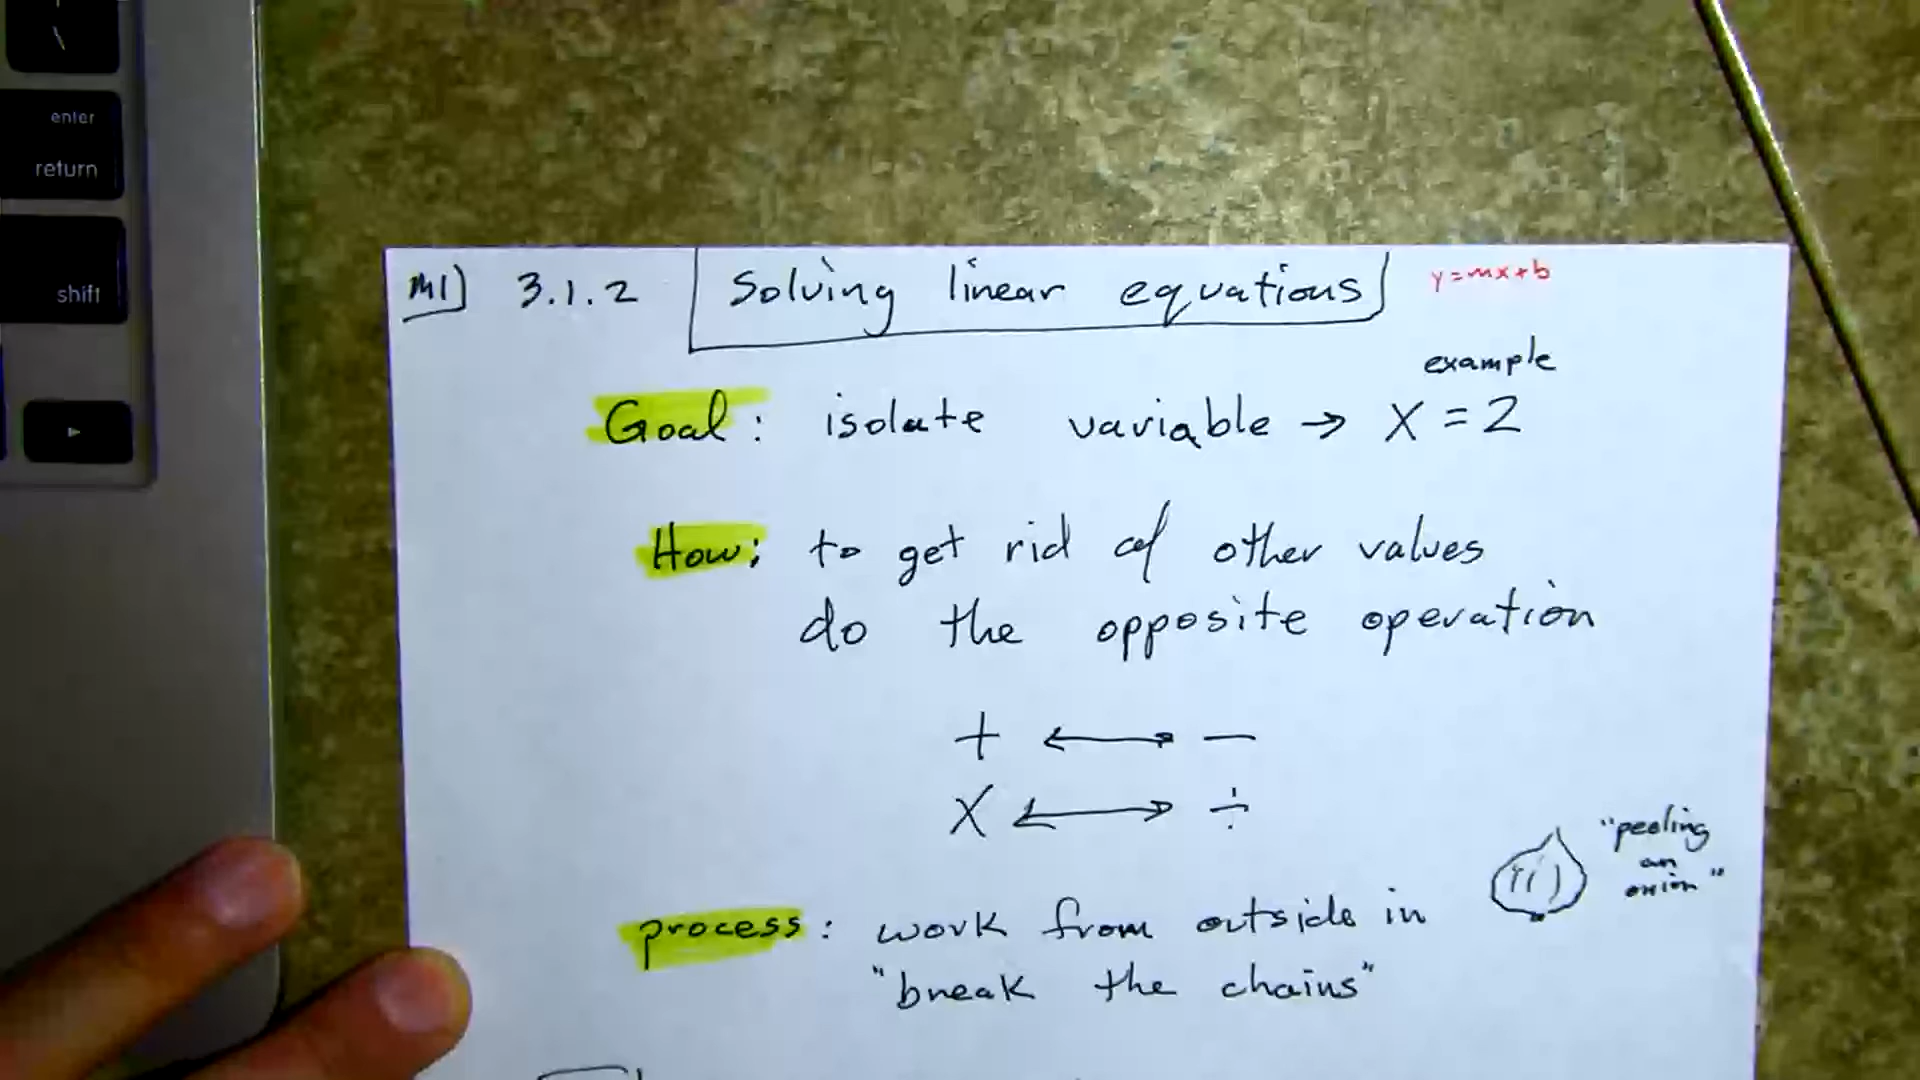 \
enter
return
shift
M1) 3.1.2 Solving linear equations y=mx+b
example
Goal: isolate variable → X = 2
How: to get rid of other values
do the opposite operation
+ ↔ −
X ↔ ÷
"peeling
an
onion"
process: work from outside in
"break the chains"